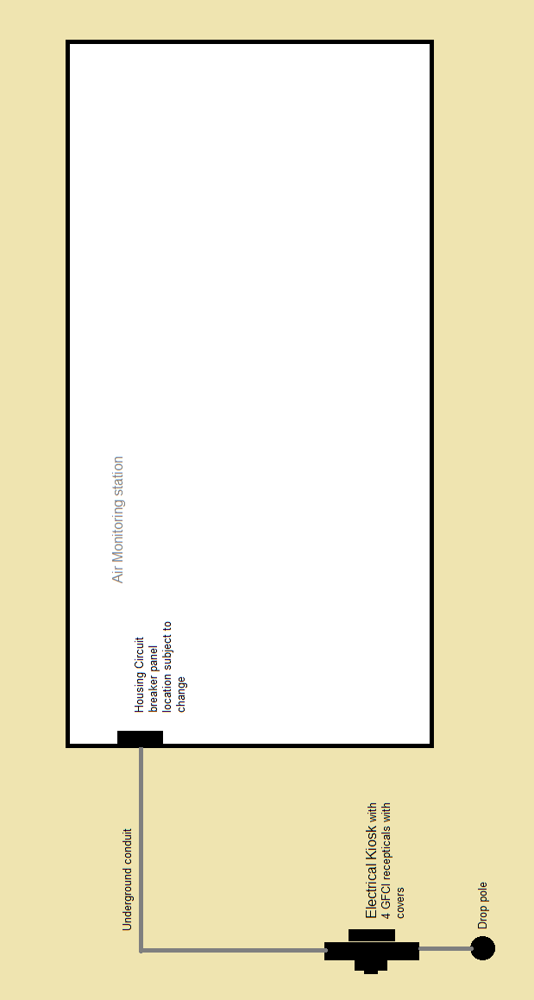 Air Monitoring station
Housing Circuit
breaker panel
location subject to
change
Underground conduit
Electrical Kiosk with
4 GFCI recepticals with
covers
Drop pole